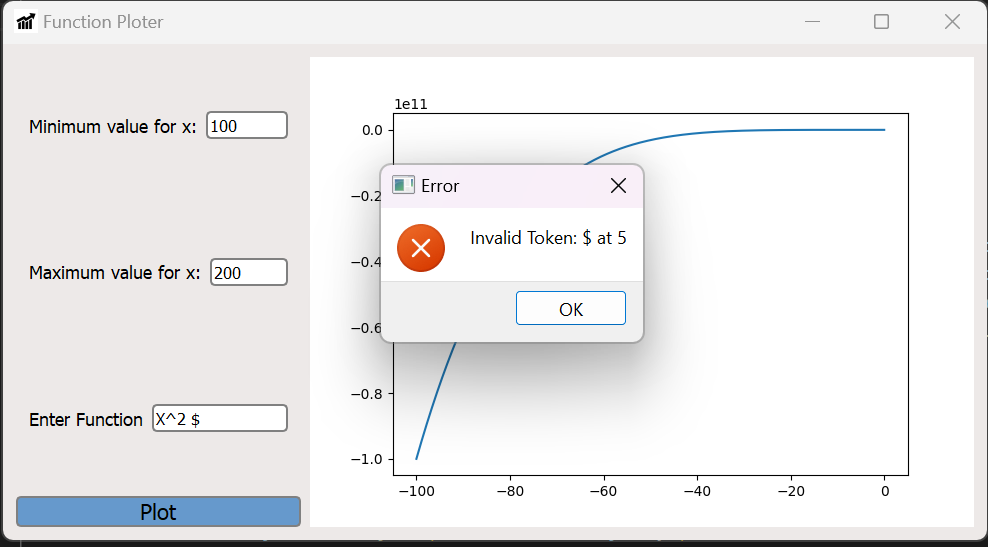 Function Ploter
Minimum value for x: 100
Maximum value for x: 200
Enter Function X^2 $
Plot
1e11
0.0
−0.2
−0.4
−0.6
−0.8
−1.0
−100 −80 −60 −40 −20 0
Error
Invalid Token: $ at 5
OK